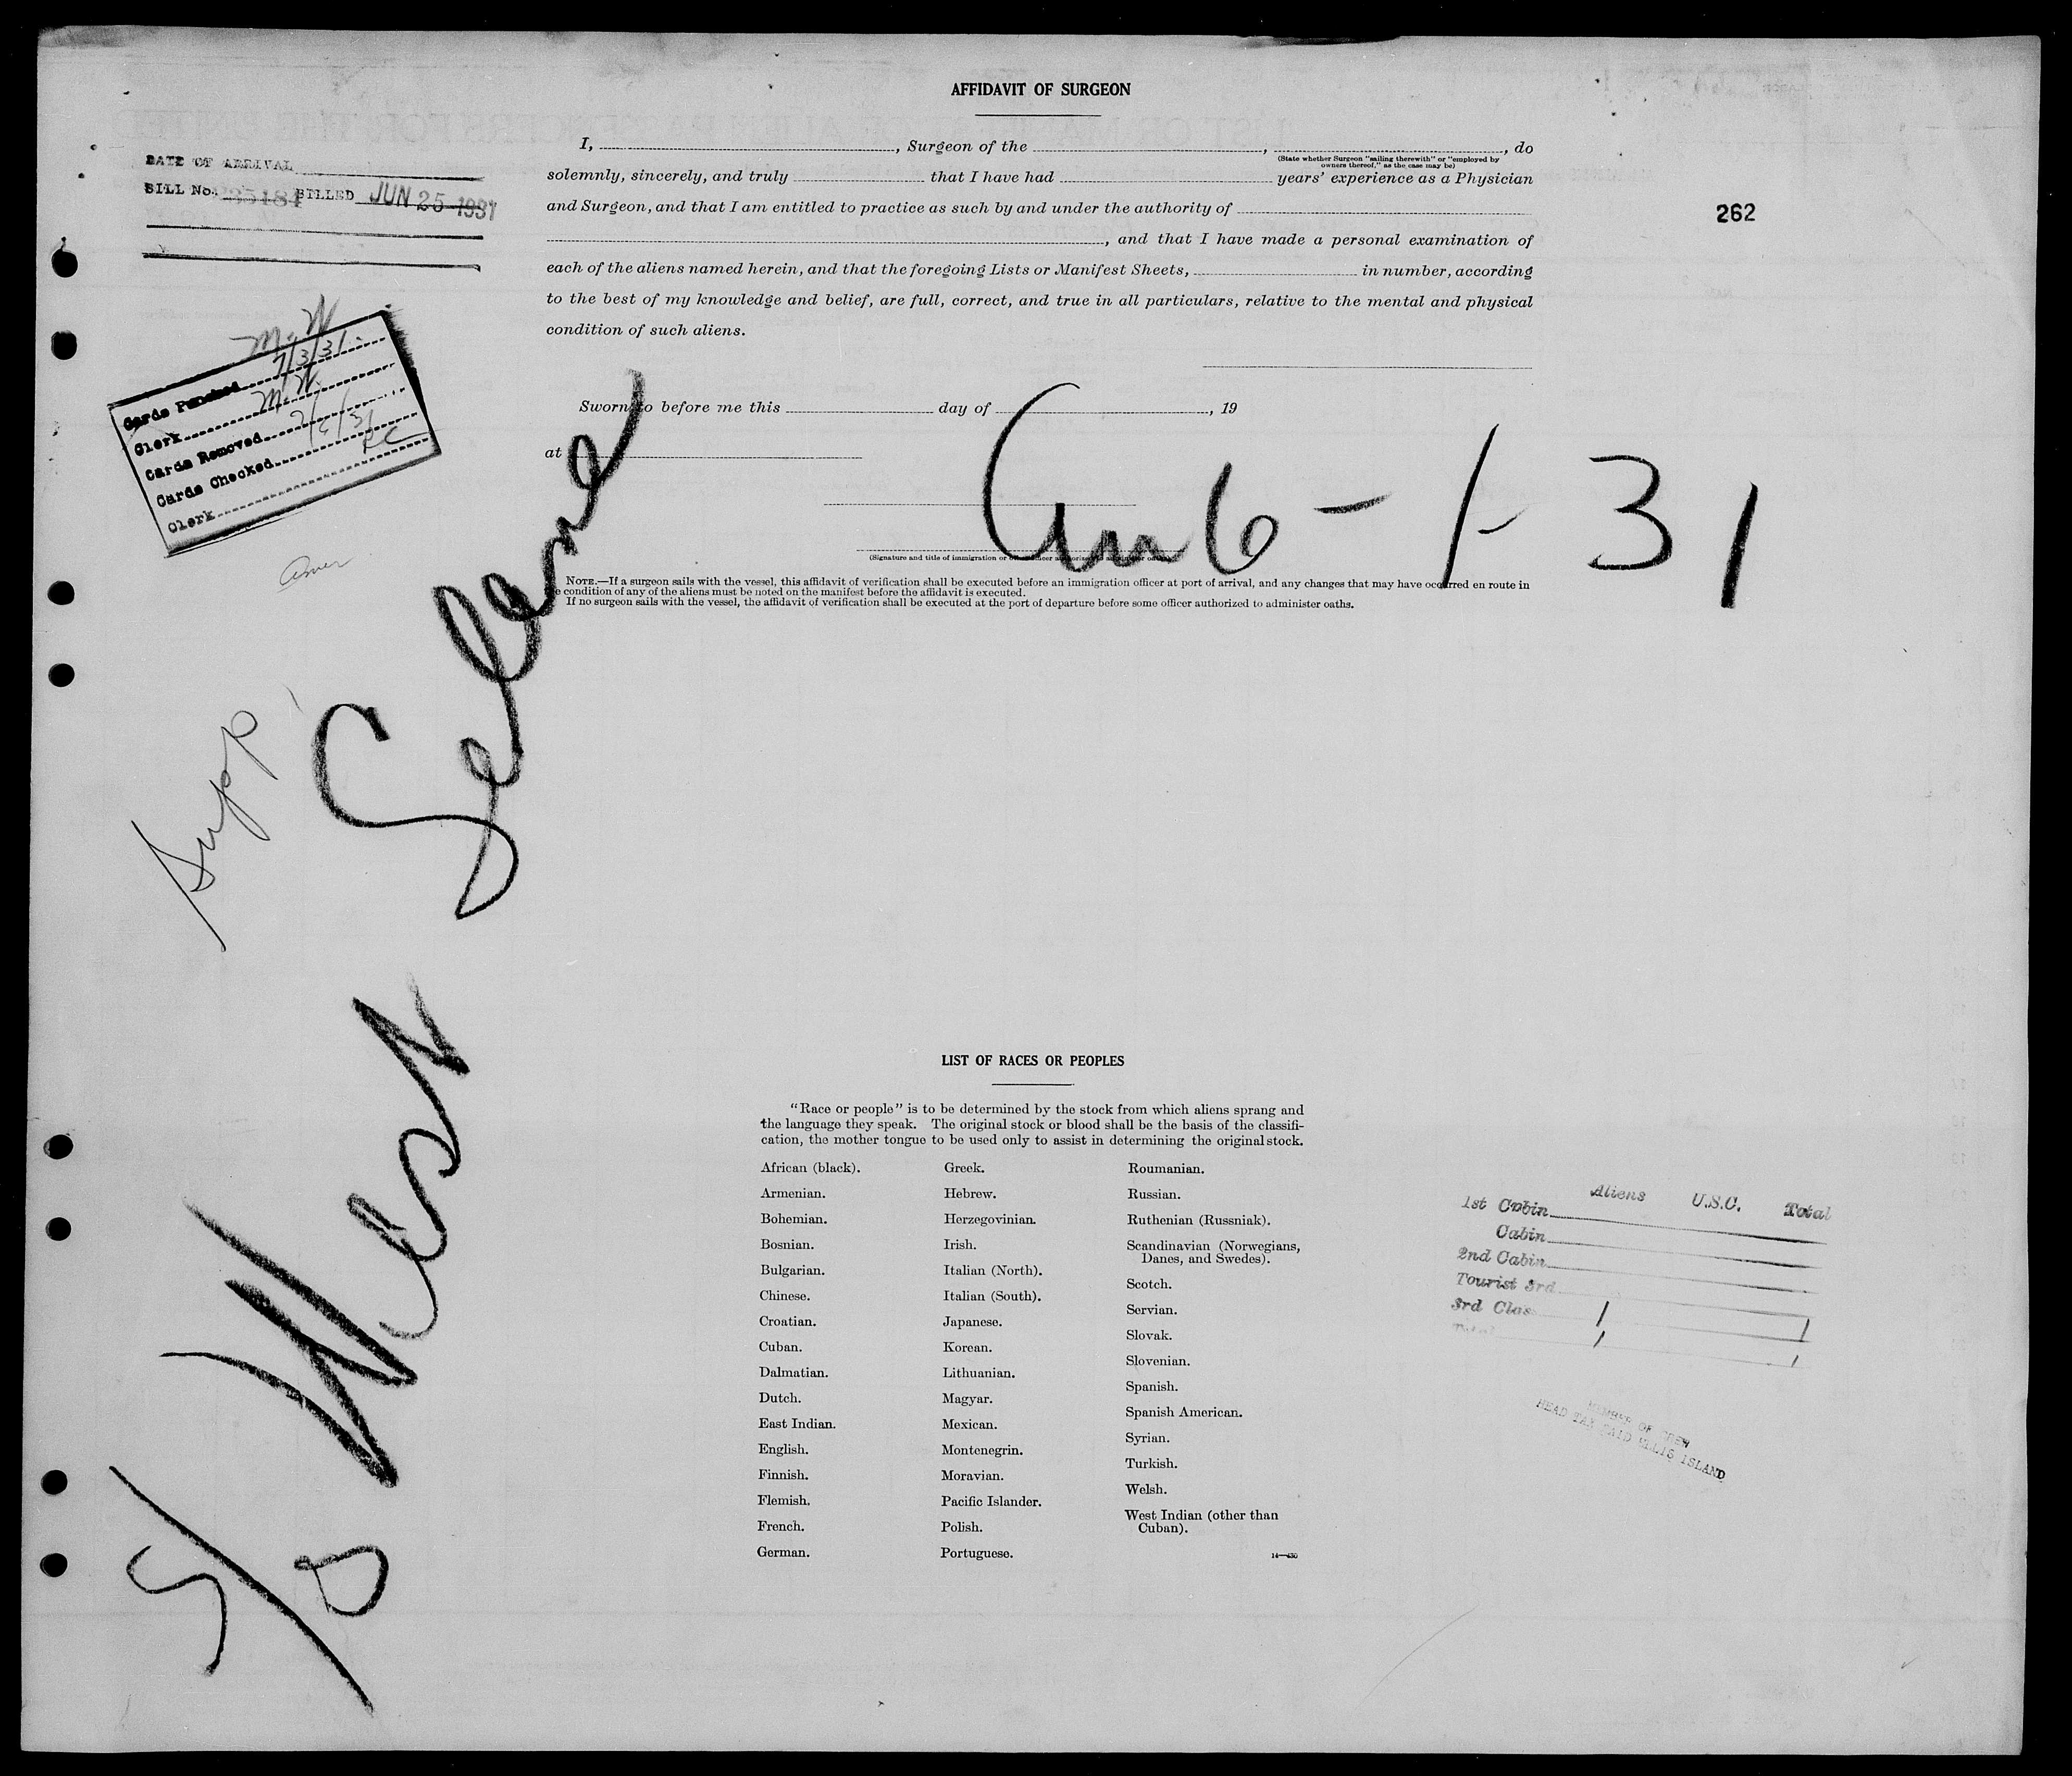 AFFIDAVIT OF SURGEON
I, , Surgeon of the , , do
(State whether Surgeon "sailing therewith" or "employed by
owners thereof," as the case may be)
solemnly, sincerely, and truly that I have had years' experience as a Physician
and Surgeon, and that I am entitled to practice as such by and under the authority of
, and that I have made a personal examination of
each of the aliens named herein, and that the foregoing Lists or Manifest Sheets, in number, according
to the best of my knowledge and belief, are full, correct, and true in all particulars, relative to the mental and physical
condition of such aliens.
Sworn to before me this day of , 19
at
(Signature and title of immigration or
NOTE.—If a surgeon sails with the vessel, this affidavit of verification shall be executed before an immigration officer at port of arrival, and any changes that may have occurred en route in
the condition of any of the aliens must be noted on the manifest before the affidavit is executed.
If no surgeon sails with the vessel, the affidavit of verification shall be executed at the port of departure before some officer authorized to administer oaths.
DATE OF ARRIVAL
BILL No. BILLED JUN 25 1931
262
M.W
Cards Punched 7/3/31
Clerk M.W.
Cards Removed
Cards Checked RC
Clerk
amer
Supp
S/S West Selene
6-1-31
LIST OF RACES OR PEOPLES
"Race or people" is to be determined by the stock from which aliens sprang and
the language they speak. The original stock or blood shall be the basis of the classifi-
cation, the mother tongue to be used only to assist in determining the original stock.
African (black).
Armenian.
Bohemian.
Bosnian.
Bulgarian.
Chinese.
Croatian.
Cuban.
Dalmatian.
Dutch.
East Indian.
English.
Finnish.
Flemish.
French.
German.
Greek.
Hebrew.
Herzegovinian.
Irish.
Italian (North).
Italian (South).
Japanese.
Korean.
Lithuanian.
Magyar.
Mexican.
Montenegrin.
Moravian.
Pacific Islander.
Polish.
Portuguese.
Roumanian.
Russian.
Ruthenian (Russniak).
Scandinavian (Norwegians,
Danes, and Swedes).
Scotch.
Servian.
Slovak.
Slovenian.
Spanish.
Spanish American.
Syrian.
Turkish.
Welsh.
West Indian (other than
Cuban).
14—430
Aliens U.S.C. Total
1st Cabin
Cabin
2nd Cabin
Tourist 3rd
3rd Clas 1 1
Total 1 1
MEMBER OF CREW
HEAD TAX PAID ELLIS ISLAND